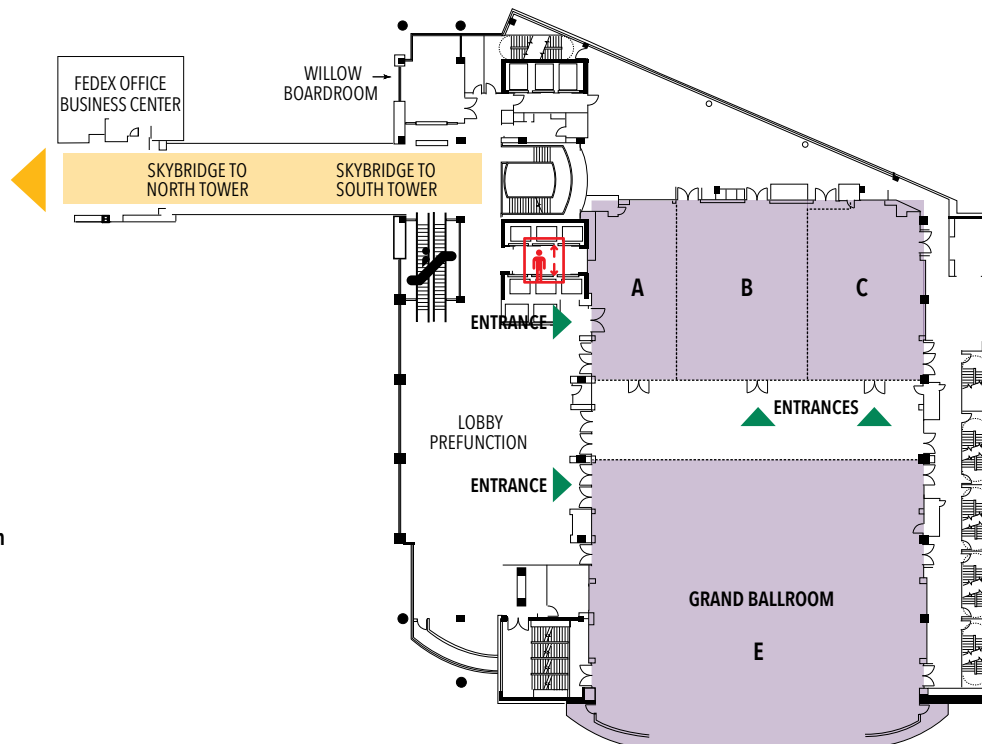 WILLOW
BOARDROOM
FEDEX OFFICE
BUSINESS CENTER
SKYBRIDGE TO
NORTH TOWER
SKYBRIDGE TO
SOUTH TOWER
A
B
C
ENTRANCE
ENTRANCES
LOBBY
PREFUNCTION
ENTRANCE
n
GRAND BALLROOM
E